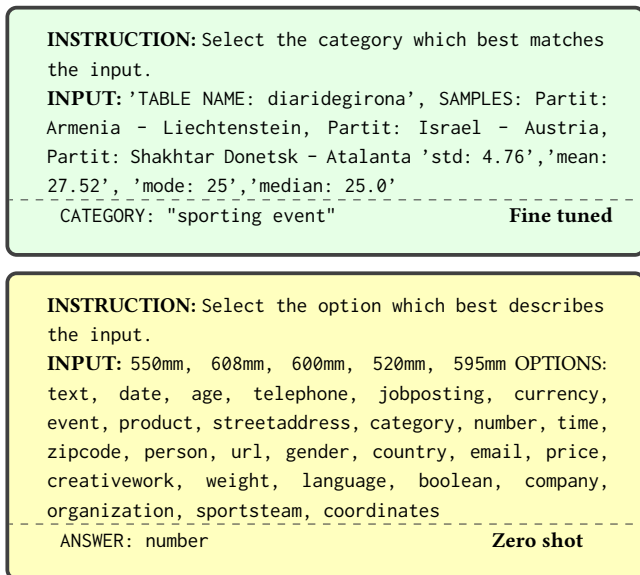 INSTRUCTION: Select the category which best matches
the input.
INPUT: ’TABLE NAME: diaridegirona’, SAMPLES: Partit:
Armenia – Liechtenstein, Partit: Israel – Austria,
Partit: Shakhtar Donetsk – Atalanta 'std: 4.76’,’mean:
27.52’, 'mode: 25’,’median: 25.0’
CATEGORY: "sporting event" Fine tuned
INSTRUCTION: Select the option which best describes
the input.
INPUT: 550mm, 608mm, 600mm, 520mm, 595mm OPTIONS:
text, date, age, telephone, jobposting, currency,
event, product, streetaddress, category, number, time,
zipcode, person, url, gender, country, email, price,
creativework, weight, language, boolean, company,
organization, sportsteam, coordinates
ANSWER: number Zero shot